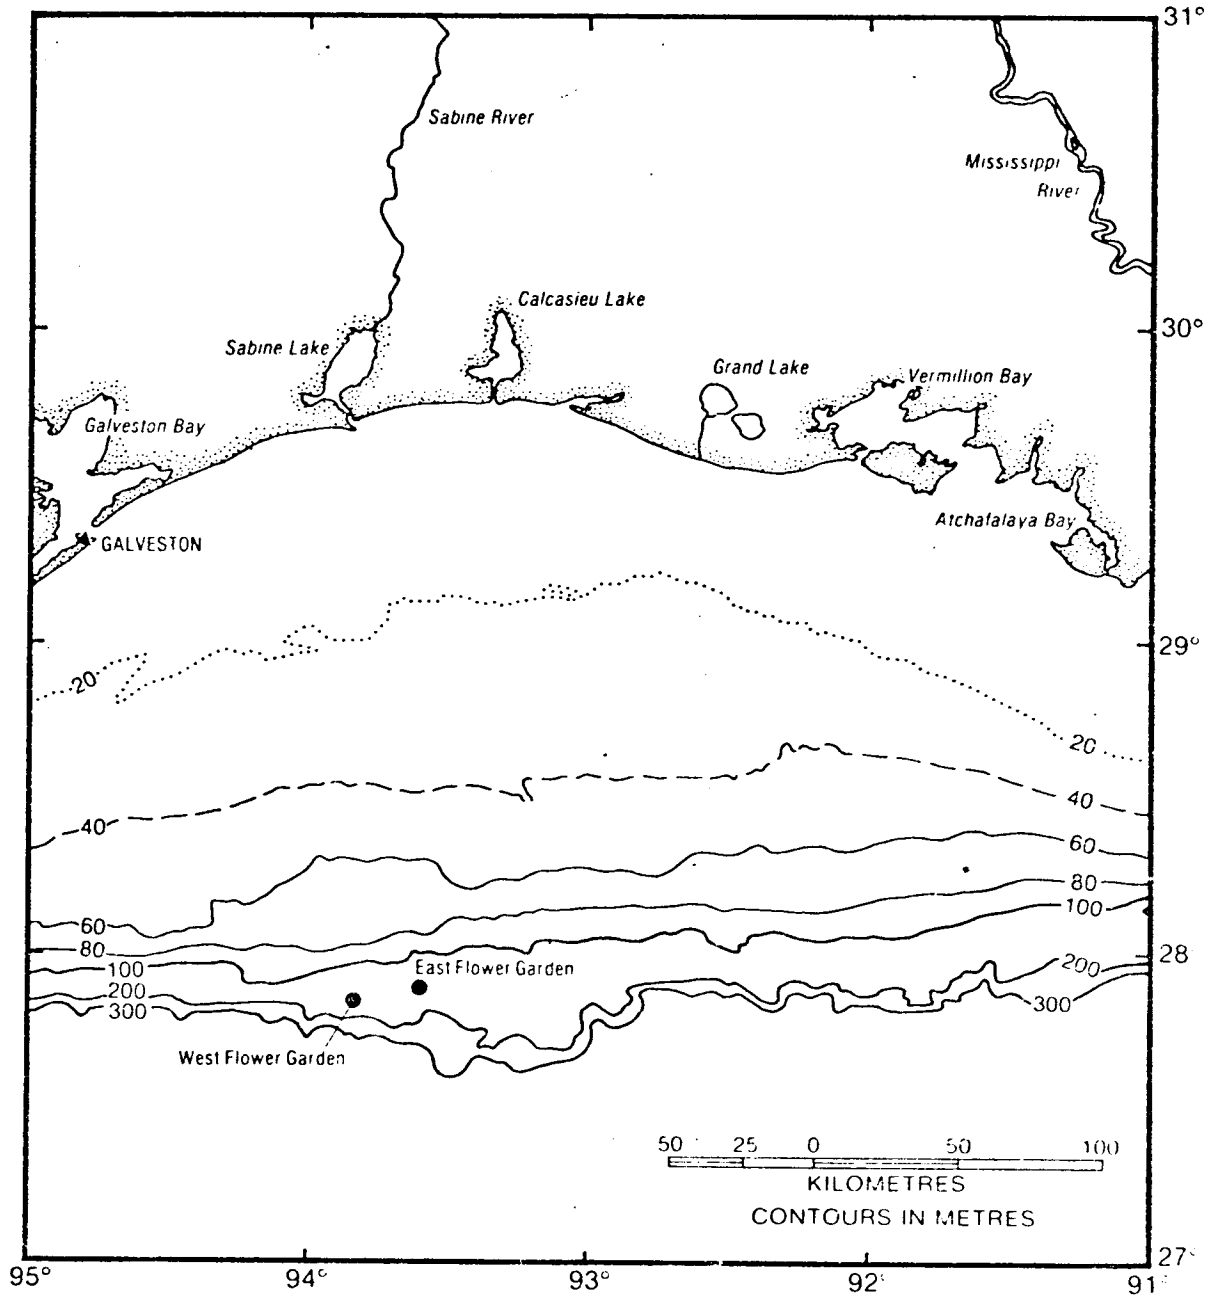 31°
Sabine River
Mississippi
River
Calcasieu Lake
30°
Sabine Lake
Grand Lake
Vermillion Bay
Galveston Bay
Atchafalaya Bay
GALVESTON
29°
20
20
40
40
60
80
100
60
80
100
200
300
28°
200
300
East Flower Garden
West Flower Garden
50 25 0 50 100
KILOMETRES
CONTOURS IN METRES
27°
95° 94° 93° 92° 91